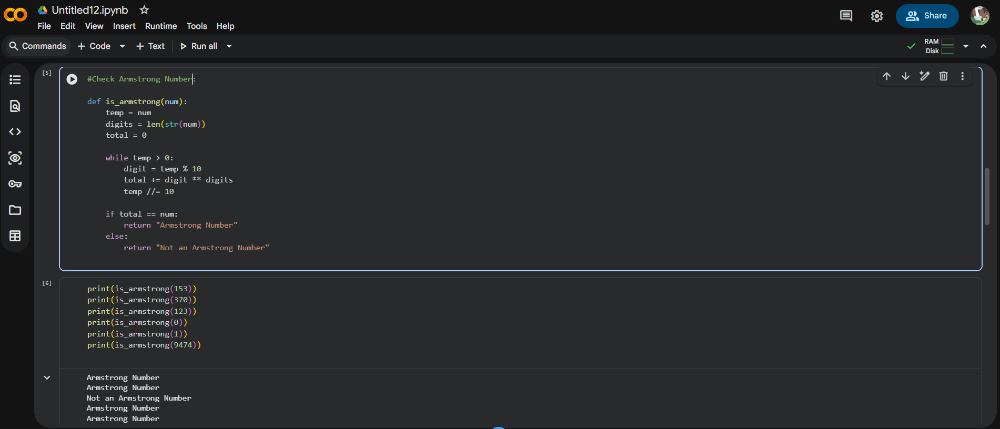 Untitled12.ipynb
File Edit View Insert Runtime Tools Help
Share
Commands + Code + Text Run all
RAM
Disk
[5]
#Check Armstrong Number:
def is_armstrong(num):
    temp = num
    digits = len(str(num))
    total = 0
    while temp > 0:
        digit = temp % 10
        total += digit ** digits
        temp //= 10
    if total == num:
        return "Armstrong Number"
    else:
        return "Not an Armstrong Number"
[6]
print(is_armstrong(153))
print(is_armstrong(370))
print(is_armstrong(123))
print(is_armstrong(0))
print(is_armstrong(1))
print(is_armstrong(9474))
Armstrong Number
Armstrong Number
Not an Armstrong Number
Armstrong Number
Armstrong Number